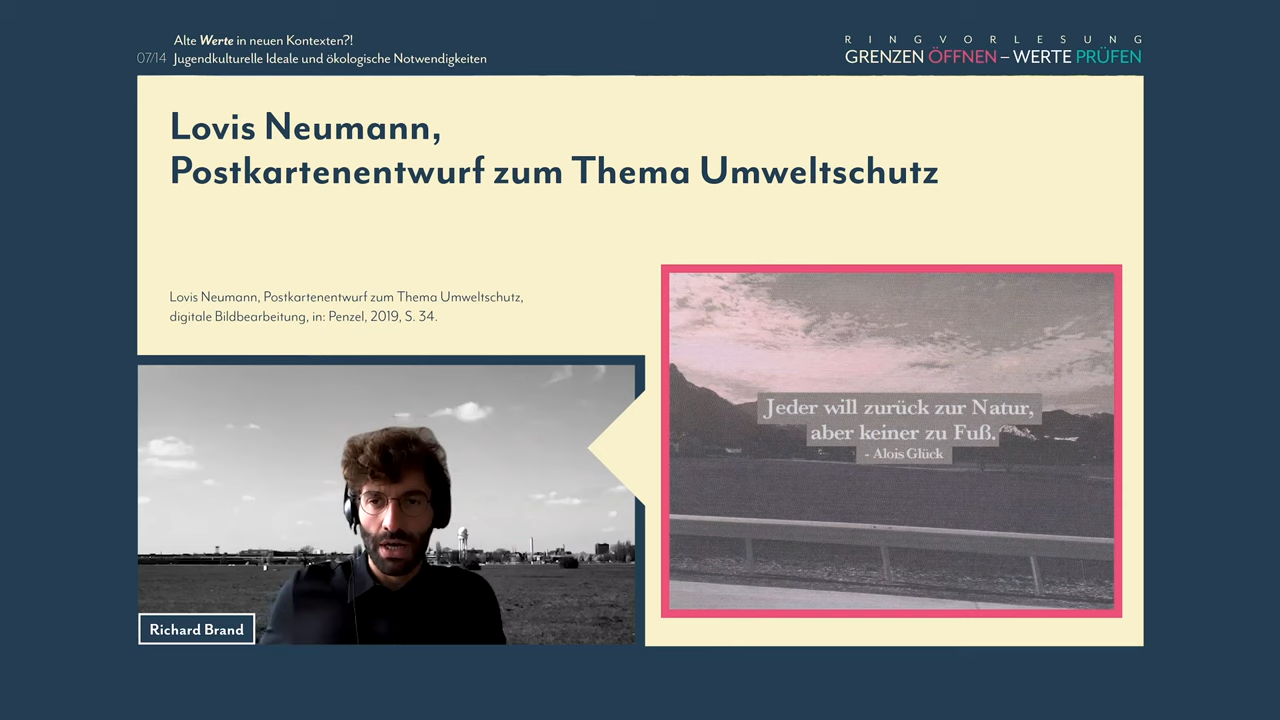 Alte Werte in neuen Kontexten?!
07/14 Jugendkulturelle Ideale und ökologische Notwendigkeiten
RINGVORLESUNG
GRENZEN ÖFFNEN – WERTE PRÜFEN
Lovis Neumann,
Postkartenentwurf zum Thema Umweltschutz
Lovis Neumann, Postkartenentwurf zum Thema Umweltschutz,
digitale Bildbearbeitung, in: Penzel, 2019, S. 34.
Jeder will zurück zur Natur,
aber keiner zu Fuß.
- Alois Glück
Richard Brand